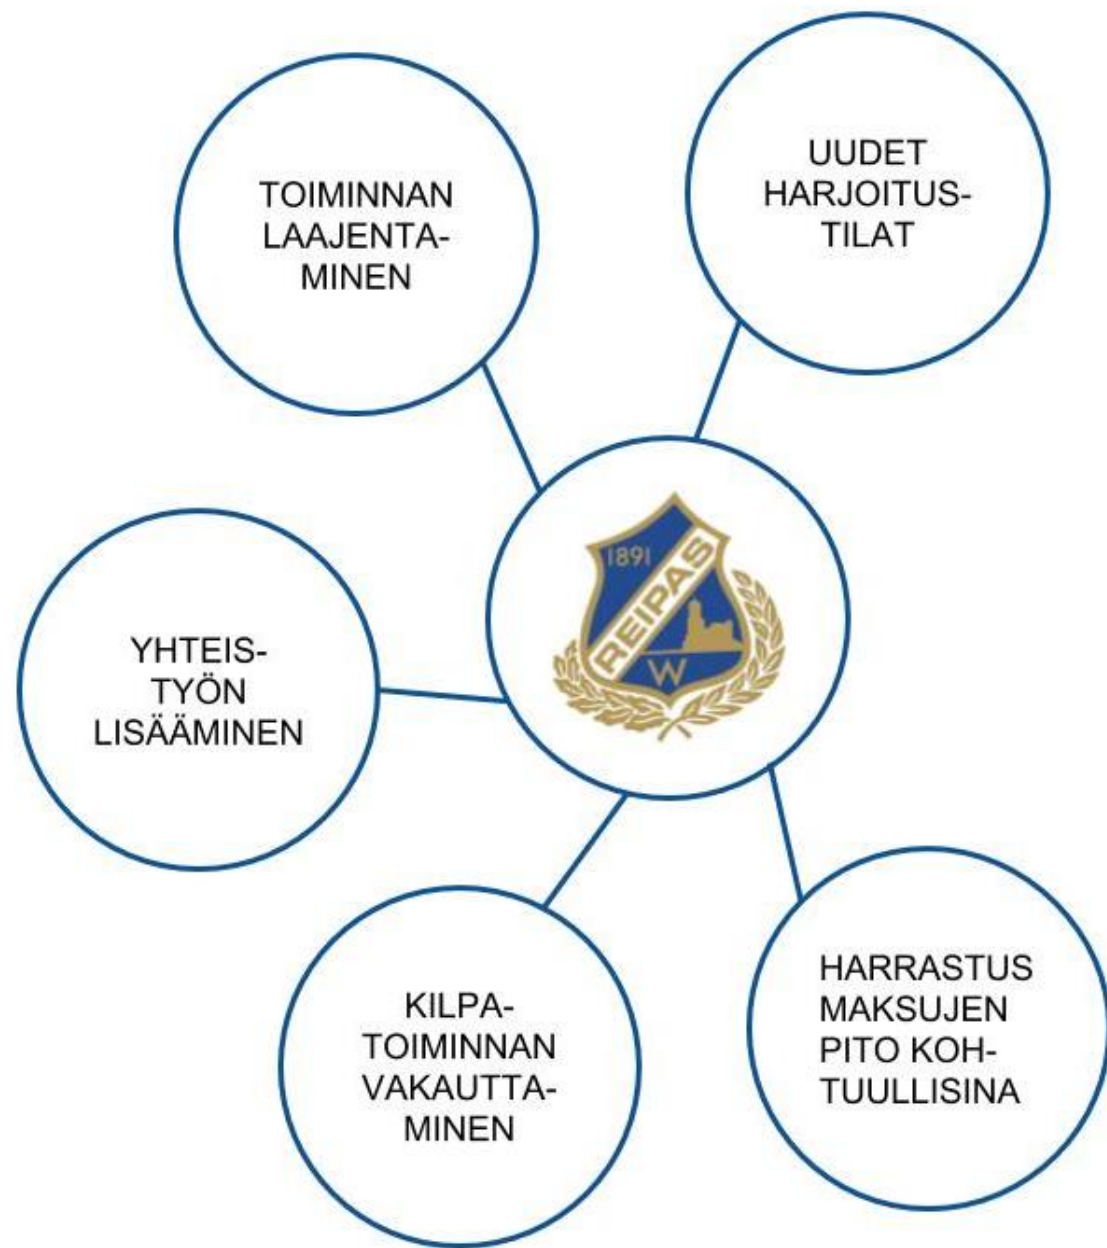 TOIMINNAN
LAAJENTA-
MINEN
UUDET
HARJOITUS-
TILAT
1891
REIPAS
W
YHTEIS-
TYÖN
LISÄÄMINEN
KILPA-
TOIMINNAN
VAKAUTTA-
MINEN
HARRASTUS
MAKSUJEN
PITO KOH-
TUULLISINA